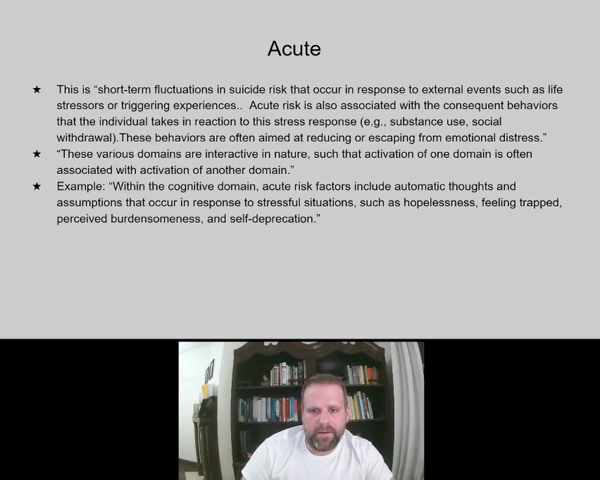 Acute
★ This is “short-term fluctuations in suicide risk that occur in response to external events such as life
stressors or triggering experiences.. Acute risk is also associated with the consequent behaviors
that the individual takes in reaction to this stress response (e.g., substance use, social
withdrawal).These behaviors are often aimed at reducing or escaping from emotional distress.”
★ “These various domains are interactive in nature, such that activation of one domain is often
associated with activation of another domain.”
★ Example: “Within the cognitive domain, acute risk factors include automatic thoughts and
assumptions that occur in response to stressful situations, such as hopelessness, feeling trapped,
perceived burdensomeness, and self-deprecation.”